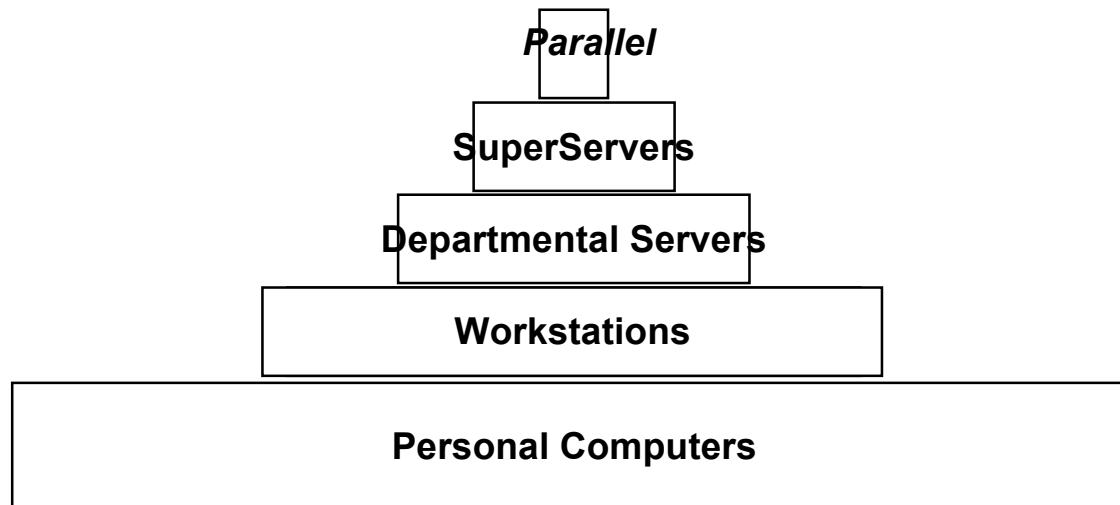 Parallel
SuperServers
Departmental Servers
Workstations
Personal Computers